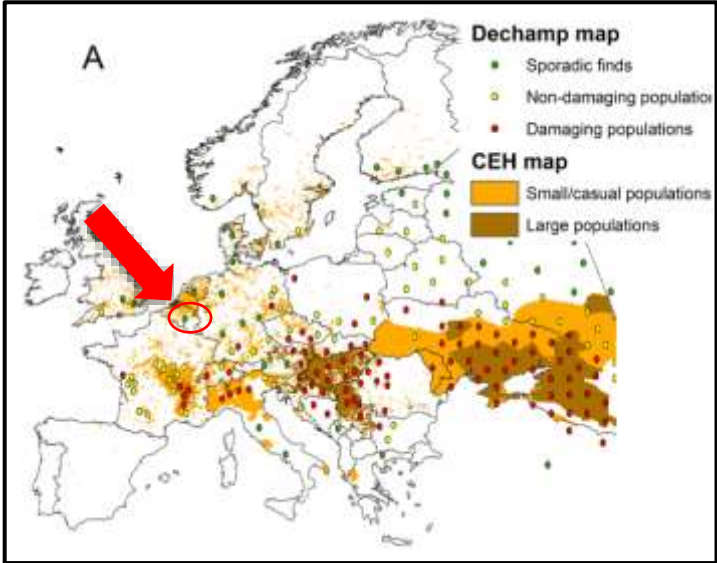 A
Dechamp map
Sporadic finds
Non-damaging populatio
Damaging populations
CEH map
Small/casual populations
Large populations